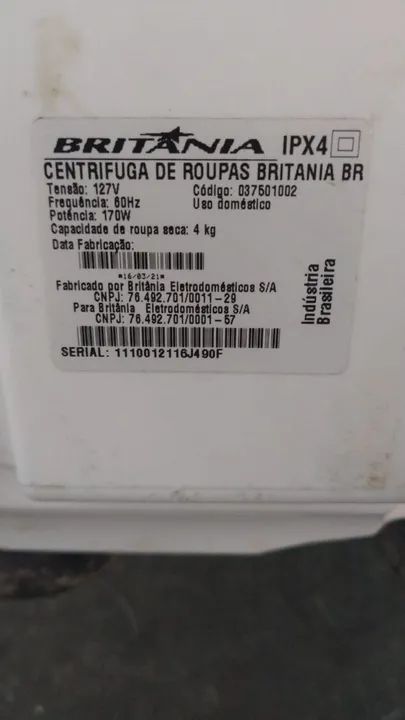 BRITÂNIA IPX4
CENTRIFUGA DE ROUPAS BRITANIA BR
Tensão: 127V Código: 037501002
Frequência: 60Hz Uso doméstico
Potência: 170W
Capacidade de roupa seca: 4 kg
Data Fabricação:
*16/03/21*
Fabricado por Britânia Eletrodomésticos S/A
CNPJ: 76.492.701/0011-29
Para Britânia Eletrodomésticos S/A
CNPJ: 76.492.701/0001-57
Indústria
Brasileira
SERIAL: 1110012116J490F